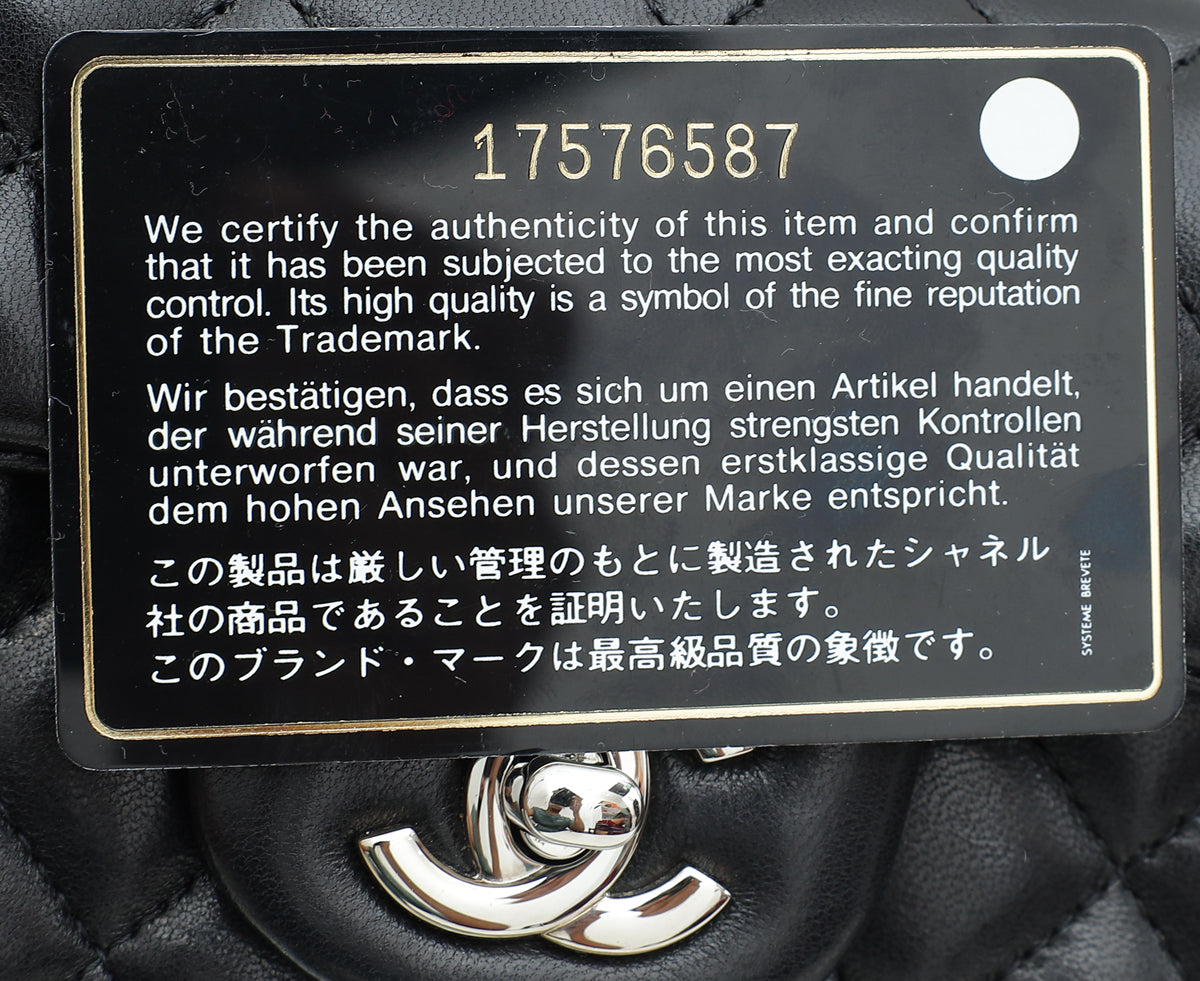 17576587
We certify the authenticity of this item and confirm
that it has been subjected to the most exacting quality
control. Its high quality is a symbol of the fine reputation
of the Trademark.
Wir bestätigen, dass es sich um einen Artikel handelt,
der während seiner Herstellung strengsten Kontrollen
unterworfen war, und dessen erstklassige Qualität
dem hohen Ansehen unserer Marke entspricht.
この製品は厳しい管理のもとに製造されたシャネル
社の商品であることを証明いたします。
このブランド・マークは最高級品質の象徴です。
SYSTEME BREVETE